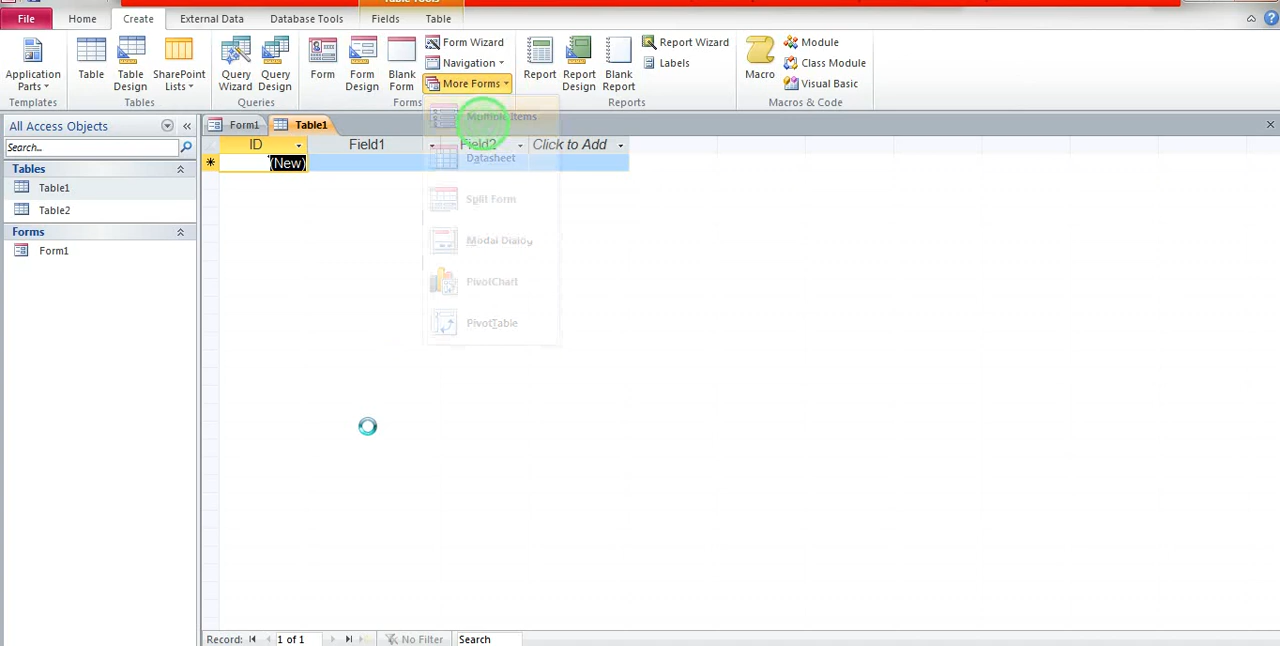 Table Tools
File Home Create External Data Database Tools Fields Table
Application Parts Table Table Design SharePoint Lists Query Wizard Query Design Form Form Design Blank Form Form Wizard Navigation More Forms Report Report Design Blank Report Report Wizard Labels Macro Module Class Module Visual Basic
Templates Tables Queries Forms Reports Macros & Code
All Access Objects
Search...
Tables
Table1
Table2
Forms
Form1
Form1 Table1
ID Field1 Field2 Click to Add
(New)
Multiple Items
Datasheet
Split Form
Modal Dialog
PivotChart
PivotTable
Record: 1 of 1 No Filter Search